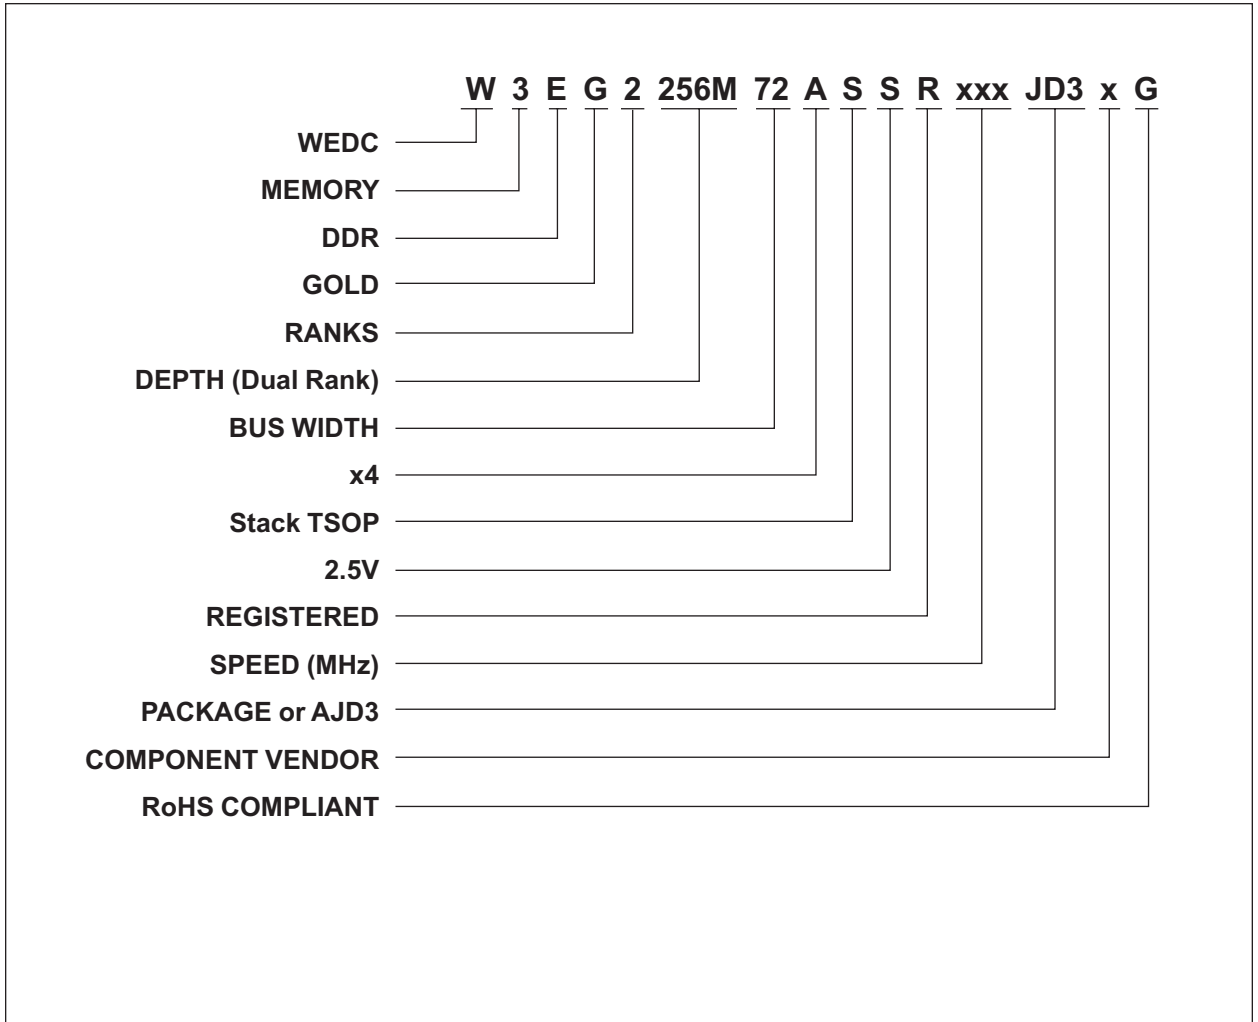 W 3 E G 2 256M 72 A S S R xxx JD3 x G
WEDC
MEMORY
DDR
GOLD
RANKS
DEPTH (Dual Rank)
BUS WIDTH
x4
Stack TSOP
2.5V
REGISTERED
SPEED (MHz)
PACKAGE or AJD3
COMPONENT VENDOR
RoHS COMPLIANT